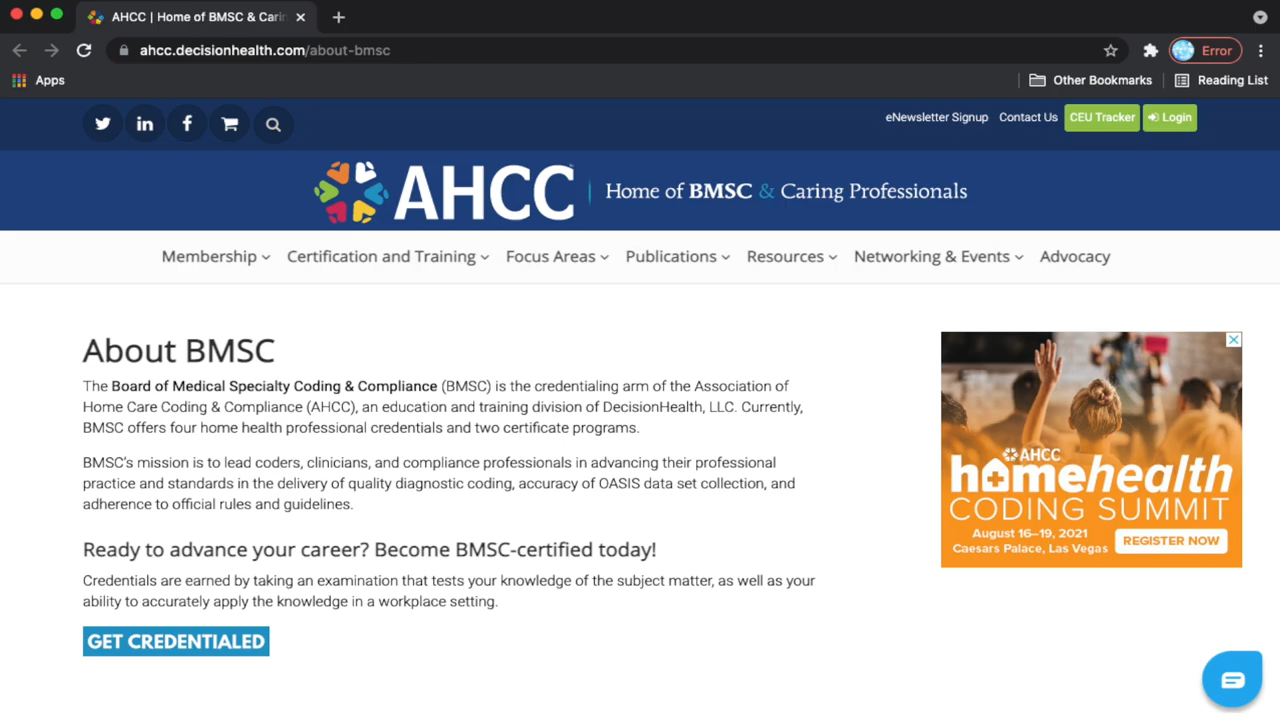 AHCC | Home of BMSC & Carin
ahcc.decisionhealth.com/about-bmsc
Error
Apps
Other Bookmarks
Reading List
eNewsletter Signup
Contact Us
CEU Tracker
Login
AHCC
Home of BMSC & Caring Professionals
Membership
Certification and Training
Focus Areas
Publications
Resources
Networking & Events
Advocacy
About BMSC
The Board of Medical Specialty Coding & Compliance (BMSC) is the credentialing arm of the Association of
Home Care Coding & Compliance (AHCC), an education and training division of DecisionHealth, LLC. Currently,
BMSC offers four home health professional credentials and two certificate programs.
BMSC's mission is to lead coders, clinicians, and compliance professionals in advancing their professional
practice and standards in the delivery of quality diagnostic coding, accuracy of OASIS data set collection, and
adherence to official rules and guidelines.
Ready to advance your career? Become BMSC-certified today!
Credentials are earned by taking an examination that tests your knowledge of the subject matter, as well as your
ability to accurately apply the knowledge in a workplace setting.
GET CREDENTIALED
AHCC
homehealth
CODING SUMMIT
August 16–19, 2021
Caesars Palace, Las Vegas
REGISTER NOW